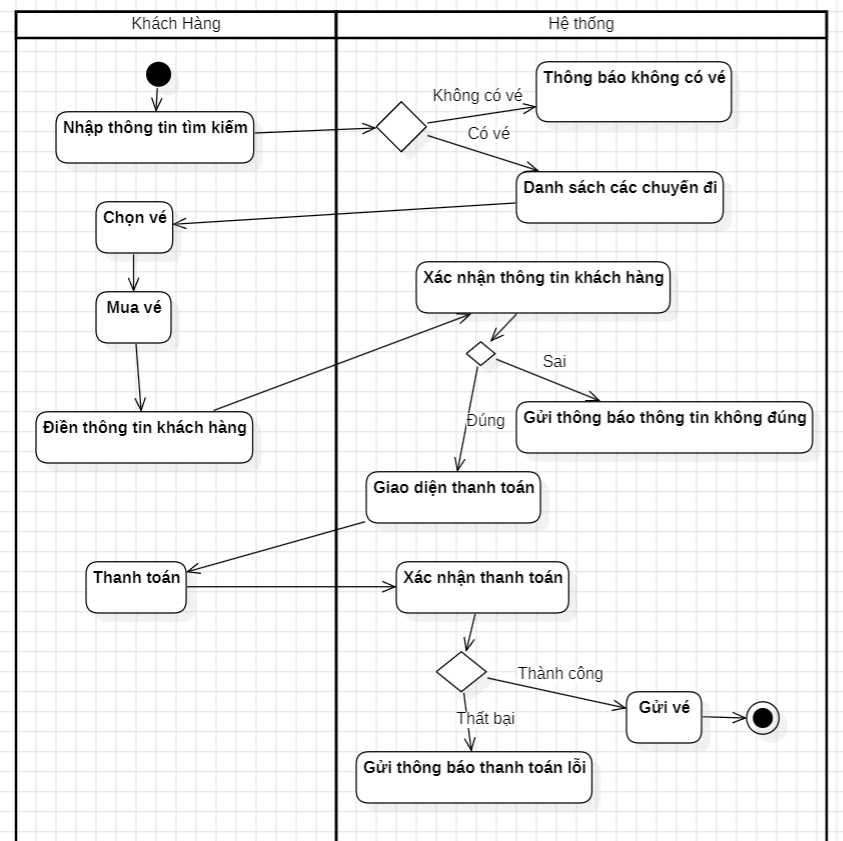 Khách Hàng
Hệ thống
Thông báo không có vé
Không có vé
Nhập thông tin tìm kiếm
Có vé
Danh sách các chuyến đi
Chọn vé
Xác nhận thông tin khách hàng
Mua vé
Sai
Đúng
Gửi thông báo thông tin không đúng
Điền thông tin khách hàng
Giao diện thanh toán
Thanh toán
Xác nhận thanh toán
Thành công
Gửi vé
Thất bại
Gửi thông báo thanh toán lỗi